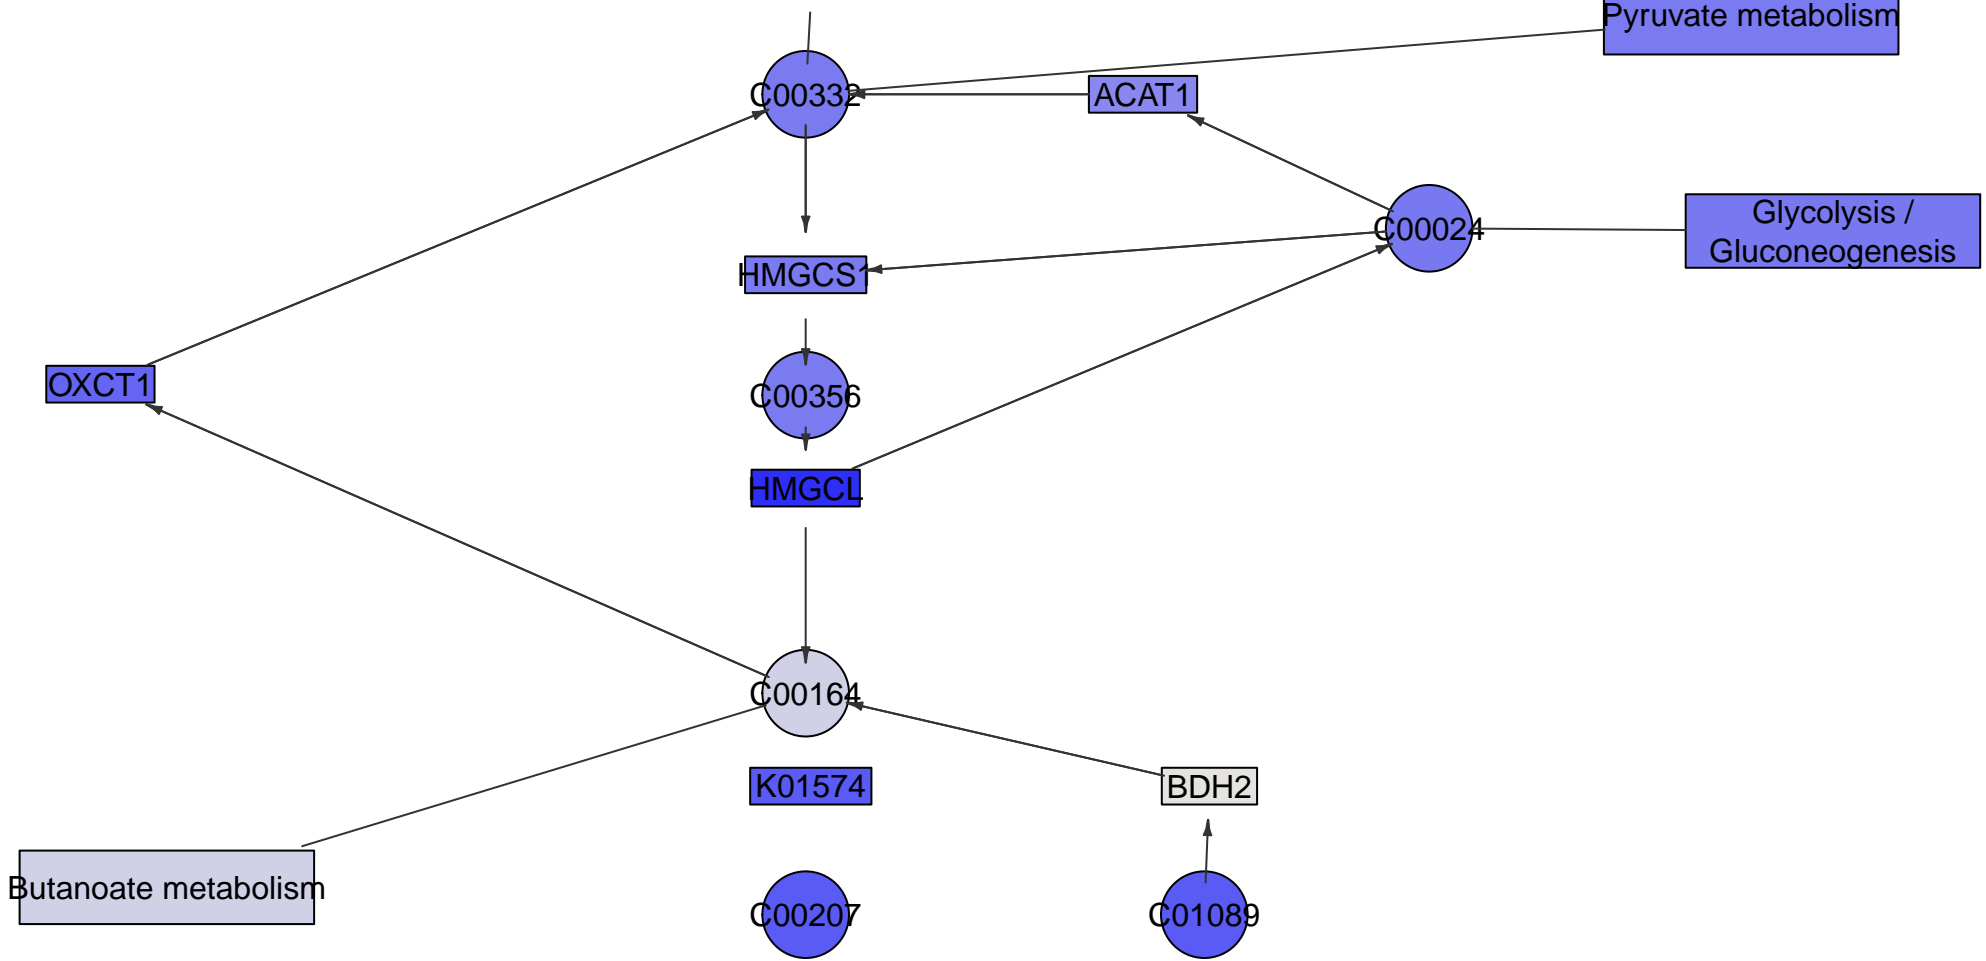 Pyruvate metabolism
C00332
ACAT1
Glycolysis /
Gluconeogenesis
C00024
HMGCS1
OXCT1
C00356
HMGCL
C00164
K01574
BDH2
Butanoate metabolism
C00207
C01089